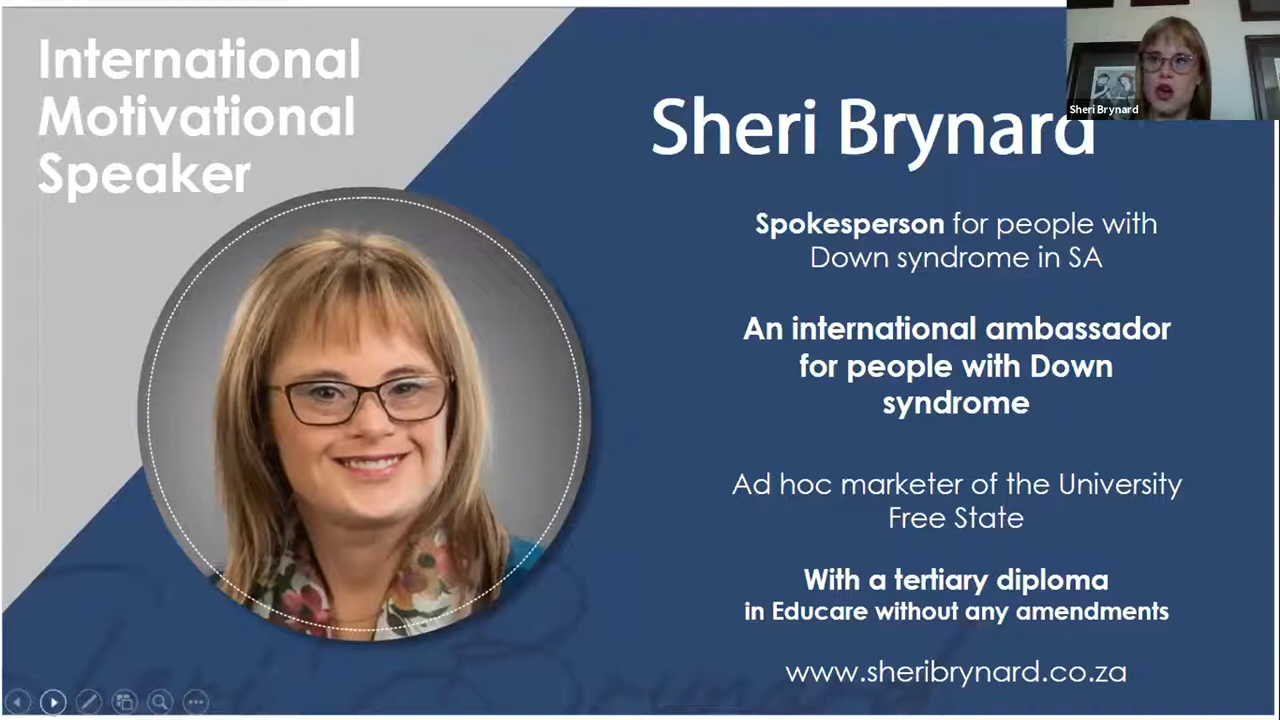 International
Motivational
Speaker
Sheri Brynard
Sheri Brynard
Spokesperson for people with
Down syndrome in SA
An international ambassador
for people with Down
syndrome
Ad hoc marketer of the University
Free State
With a tertiary diploma
in Educare without any amendments
www.sheribrynard.co.za
Sheri Brynard